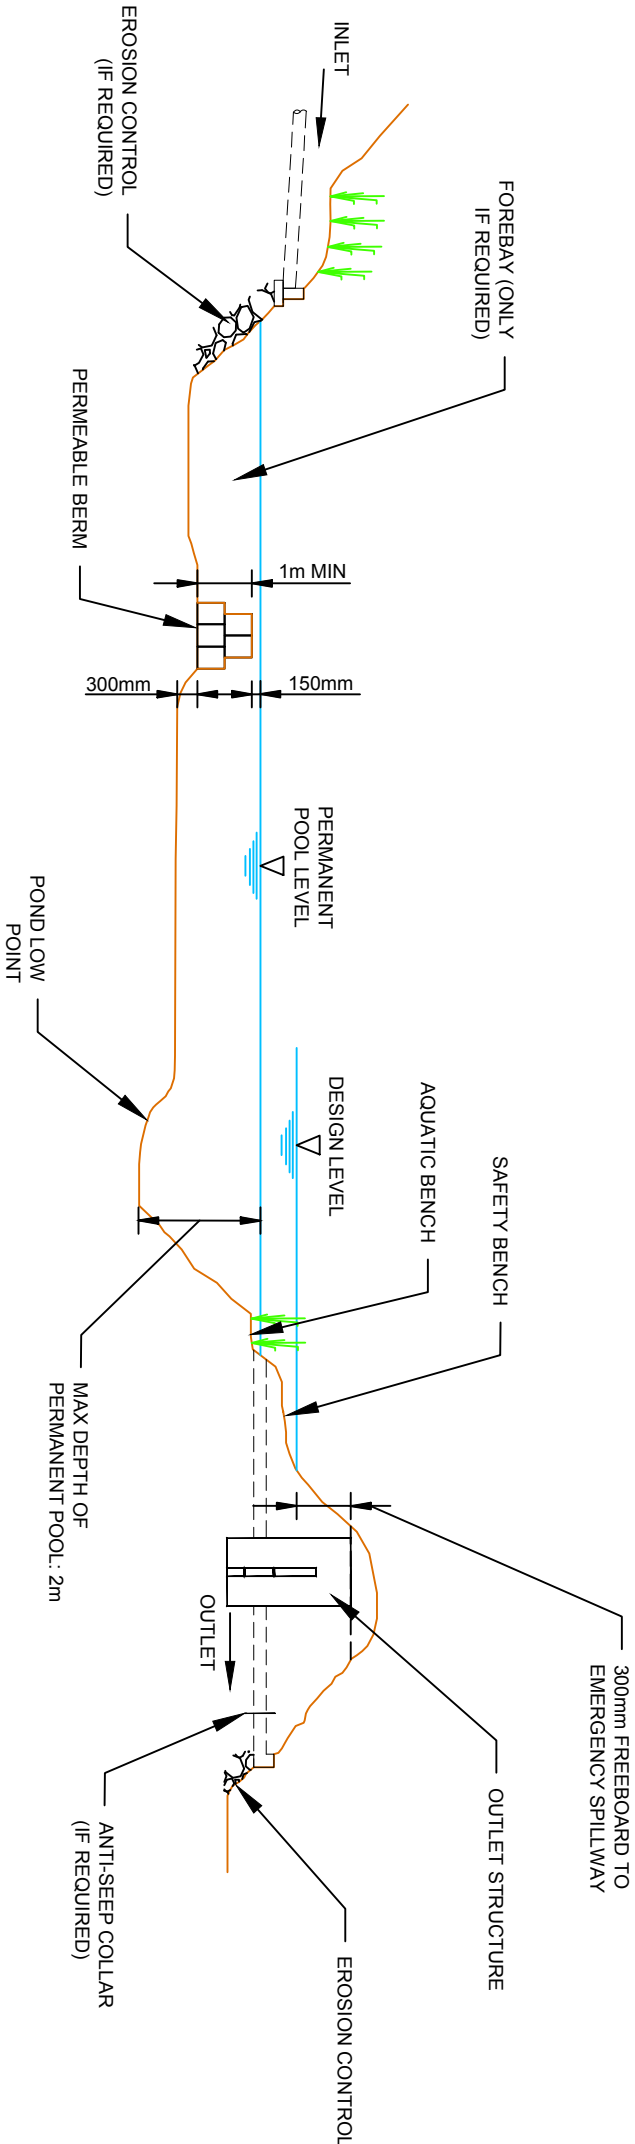 INLET
EROSION CONTROL
(IF REQUIRED)
FOREBAY (ONLY
IF REQUIRED)
PERMEABLE BERM
1m MIN
300mm
150mm
PERMANENT
POOL LEVEL
POND LOW
POINT
DESIGN LEVEL
AQUATIC BENCH
SAFETY BENCH
MAX DEPTH OF
PERMANENT POOL: 2m
300mm FREEBOARD TO
EMERGENCY SPILLWAY
OUTLET
OUTLET STRUCTURE
ANTI-SEEP COLLAR
(IF REQUIRED)
EROSION CONTROL